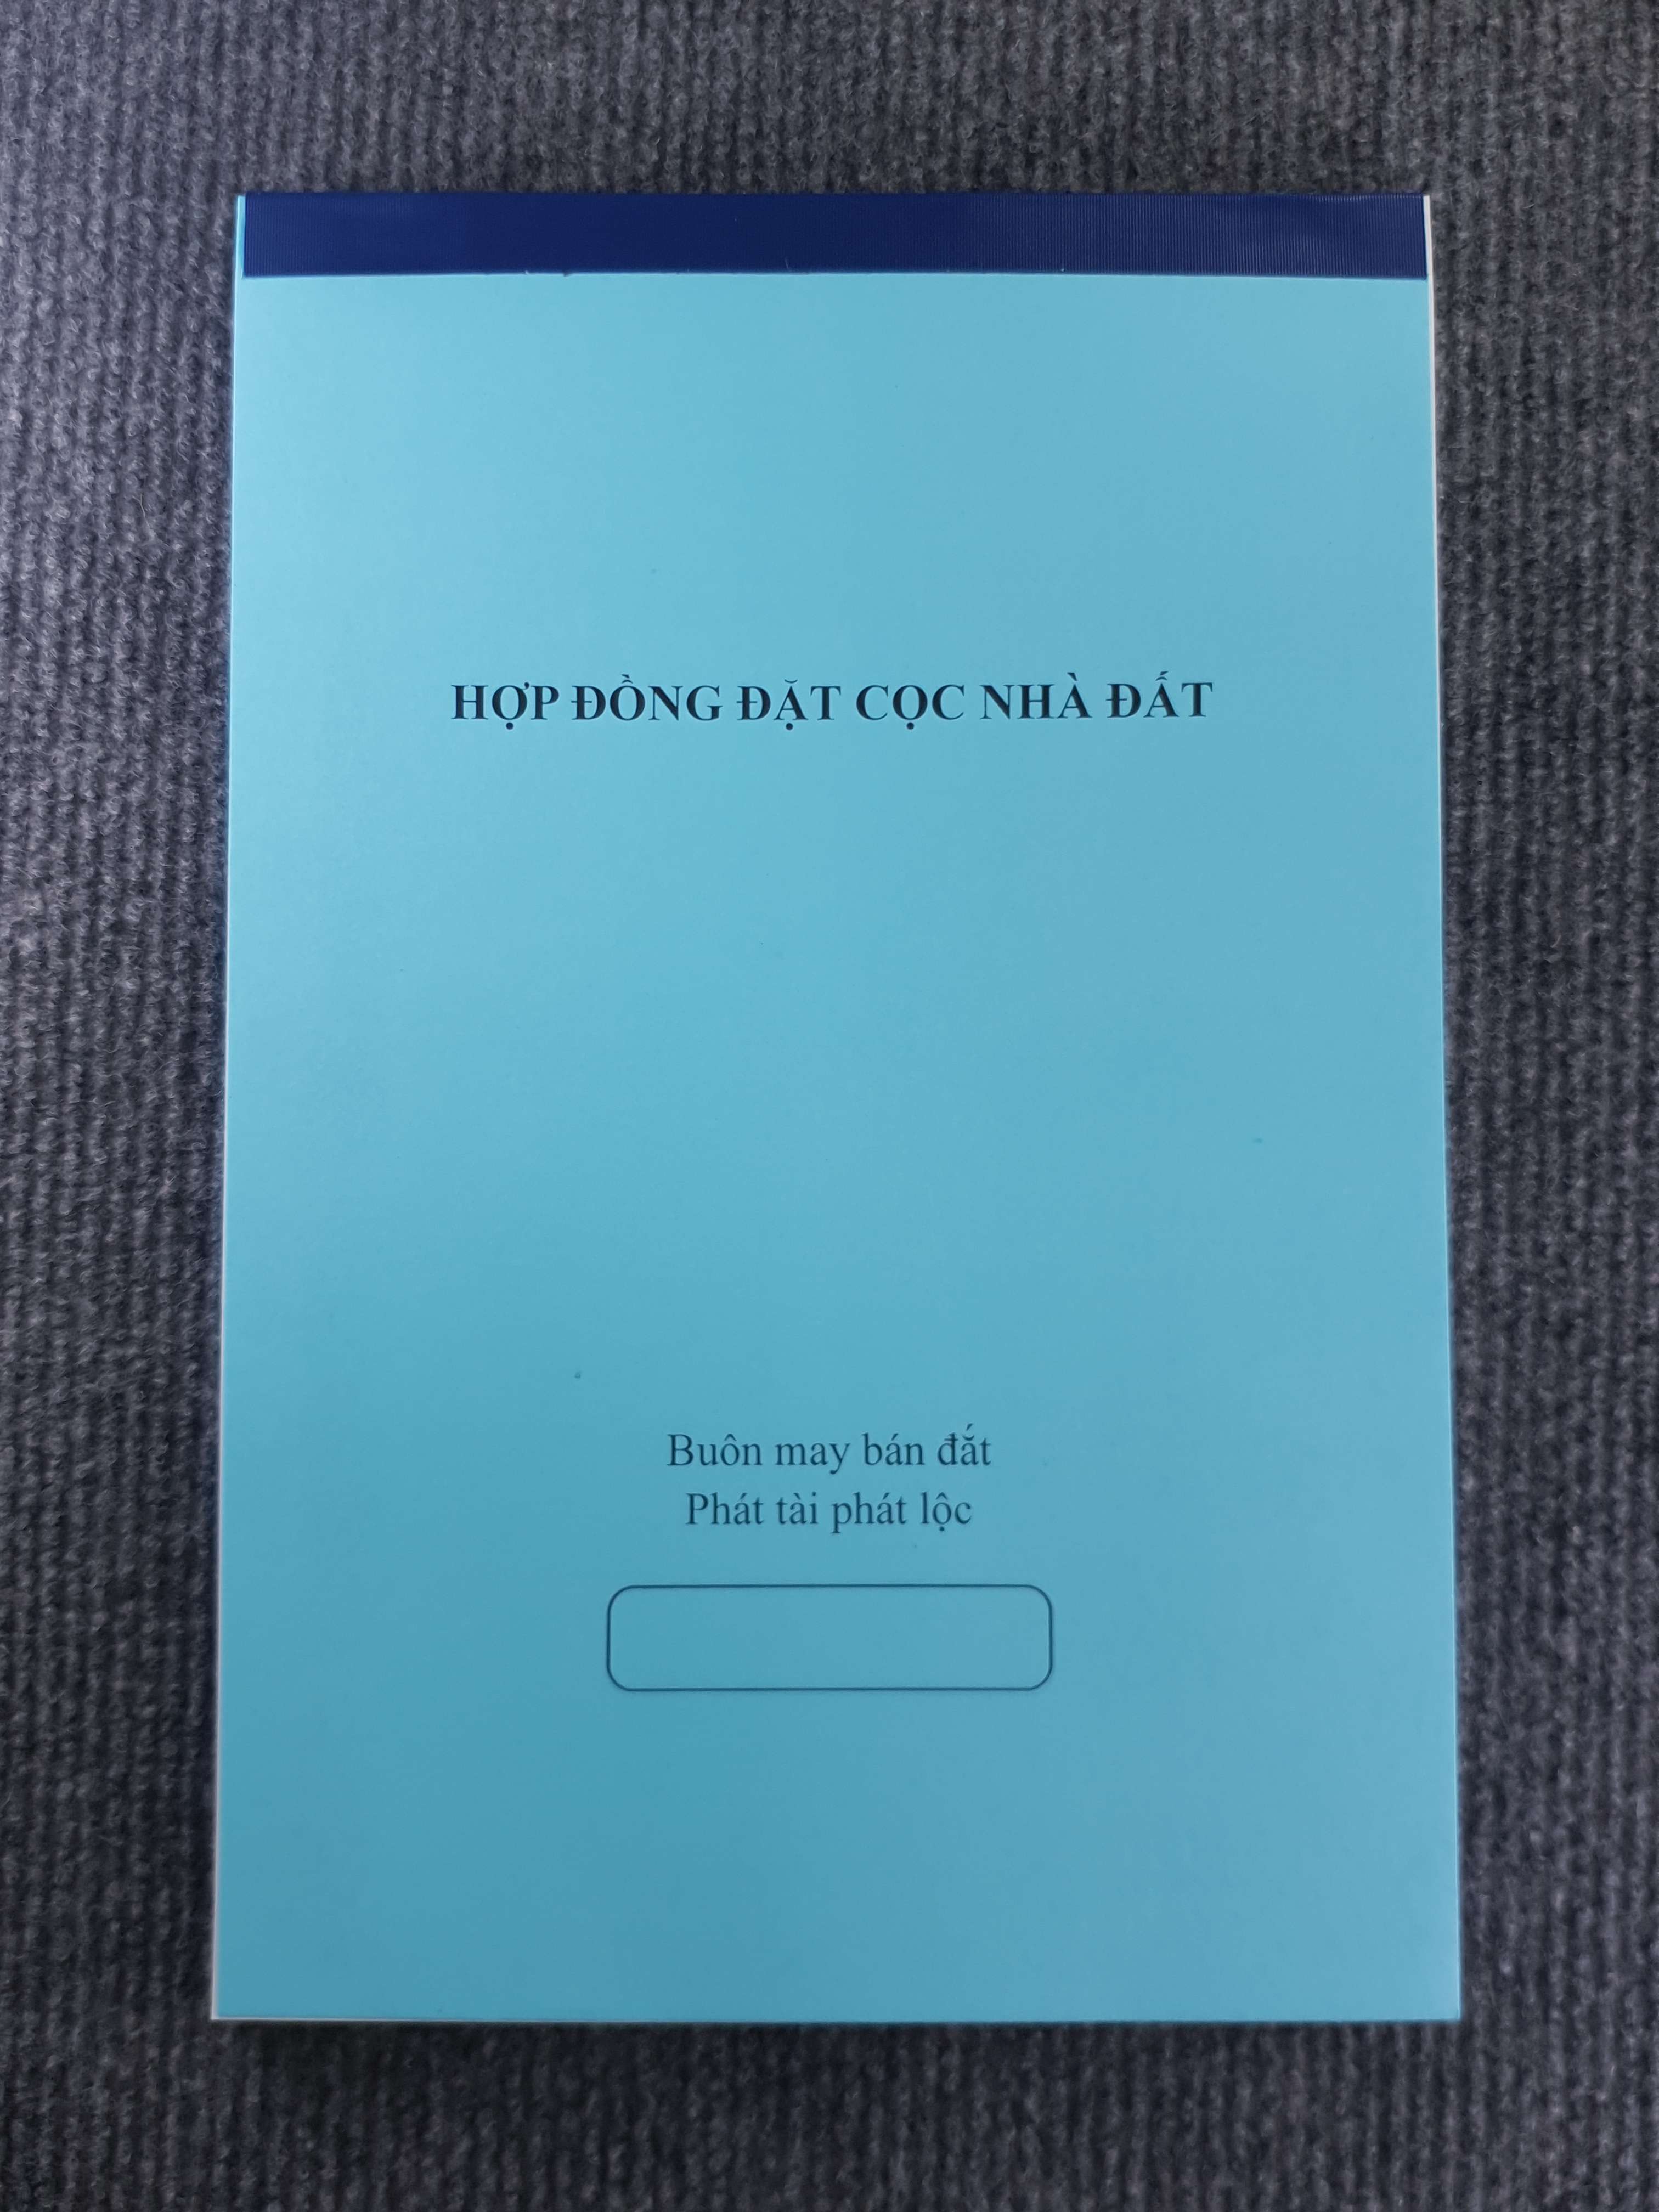 HỢP ĐỒNG ĐẶT CỌC NHÀ ĐẤT
Buôn may bán đắt
Phát tài phát lộc